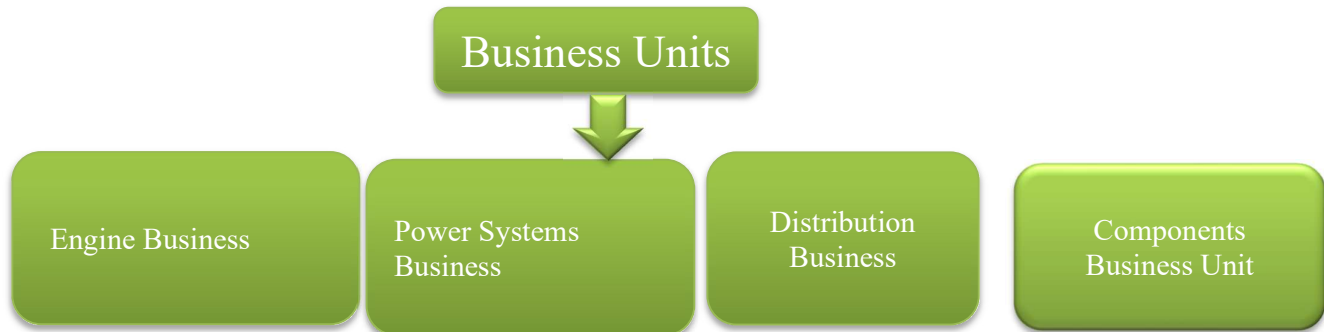 Business Units
Engine Business
Power Systems
Business
Distribution
Business
Components
Business Unit